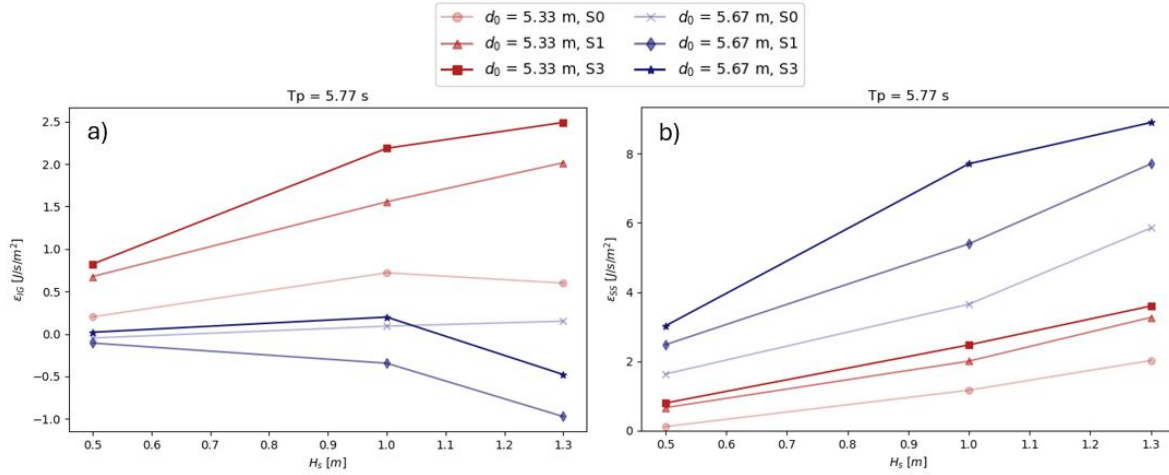 d₀ = 5.33 m, S0
d₀ = 5.33 m, S1
d₀ = 5.33 m, S3
d₀ = 5.67 m, S0
d₀ = 5.67 m, S1
d₀ = 5.67 m, S3
Tp = 5.77 s
a)
2.5
2.0
1.5
1.0
0.5
0.0
−0.5
−1.0
ε_IG [J/s/m²]
0.5 0.6 0.7 0.8 0.9 1.0 1.1 1.2 1.3
H_s [m]
Tp = 5.77 s
b)
8
6
4
2
0
ε_SS [J/s/m²]
0.5 0.6 0.7 0.8 0.9 1.0 1.1 1.2 1.3
H_s [m]